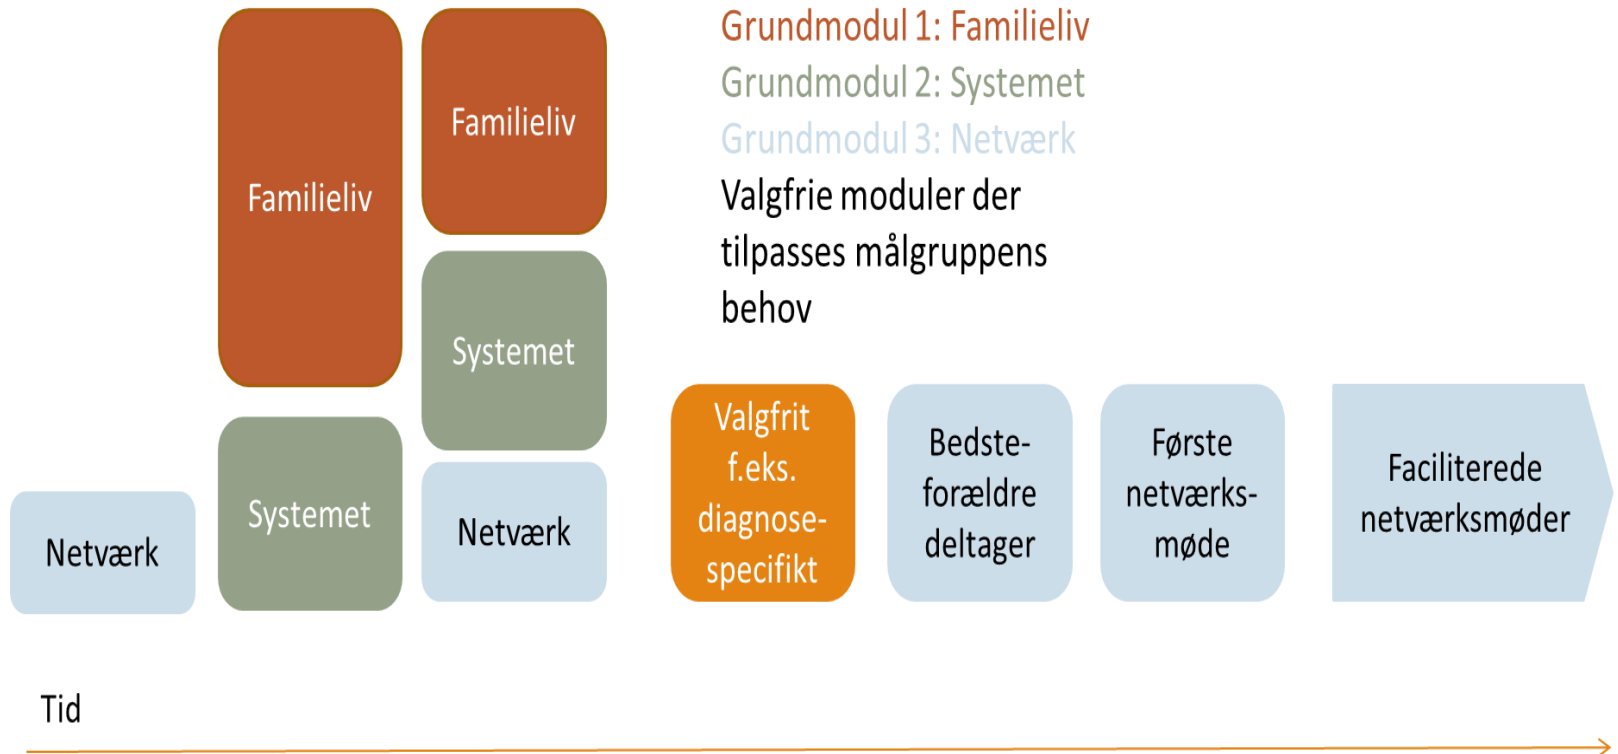 Grundmodul 1: Familieliv
Grundmodul 2: Systemet
Grundmodul 3: Netværk
Valgfrie moduler der
tilpasses målgruppens
behov
Netværk
Familieliv
Systemet
Familieliv
Systemet
Netværk
Valgfrit
f.eks.
diagnose-
specifikt
Bedste-
forældre
deltager
Første
netværks-
møde
Faciliterede
netværksmøder
Tid